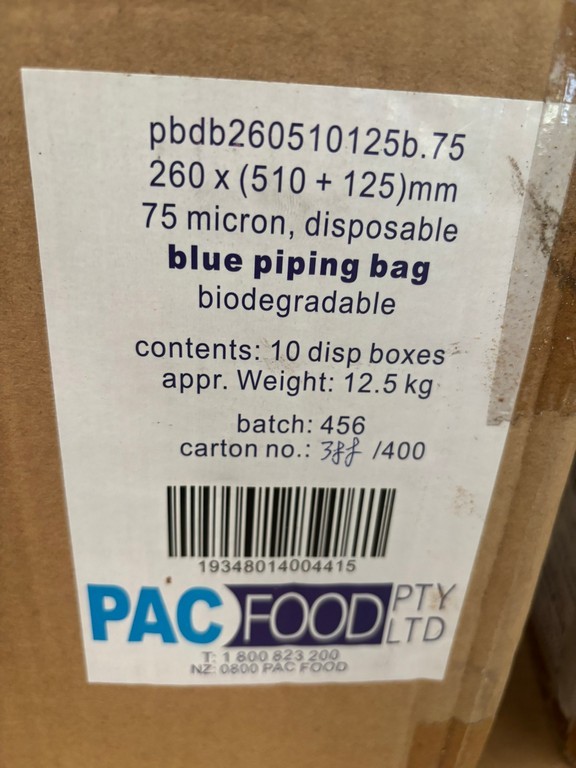 pbdb260510125b.75
260 x (510 + 125)mm
75 micron, disposable
blue piping bag
biodegradable
contents: 10 disp boxes
appr. Weight: 12.5 kg
batch: 456
carton no.: /400
19348014004415
PAC FOOD PTY LTD
T: 1 800 823 200
NZ: 0800 PAC FOOD